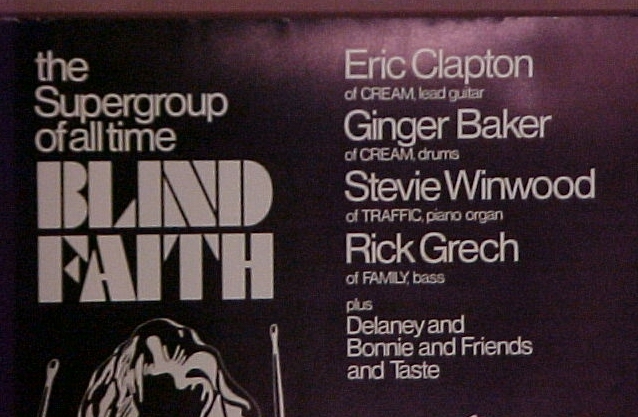 the
Supergroup
of all time
BLIND
FAITH
Eric Clapton
of CREAM, lead guitar
Ginger Baker
of CREAM, drums
Stevie Winwood
of TRAFFIC, piano organ
Rick Grech
of FAMILY, bass
plus
Delaney and
Bonnie and Friends
and Taste